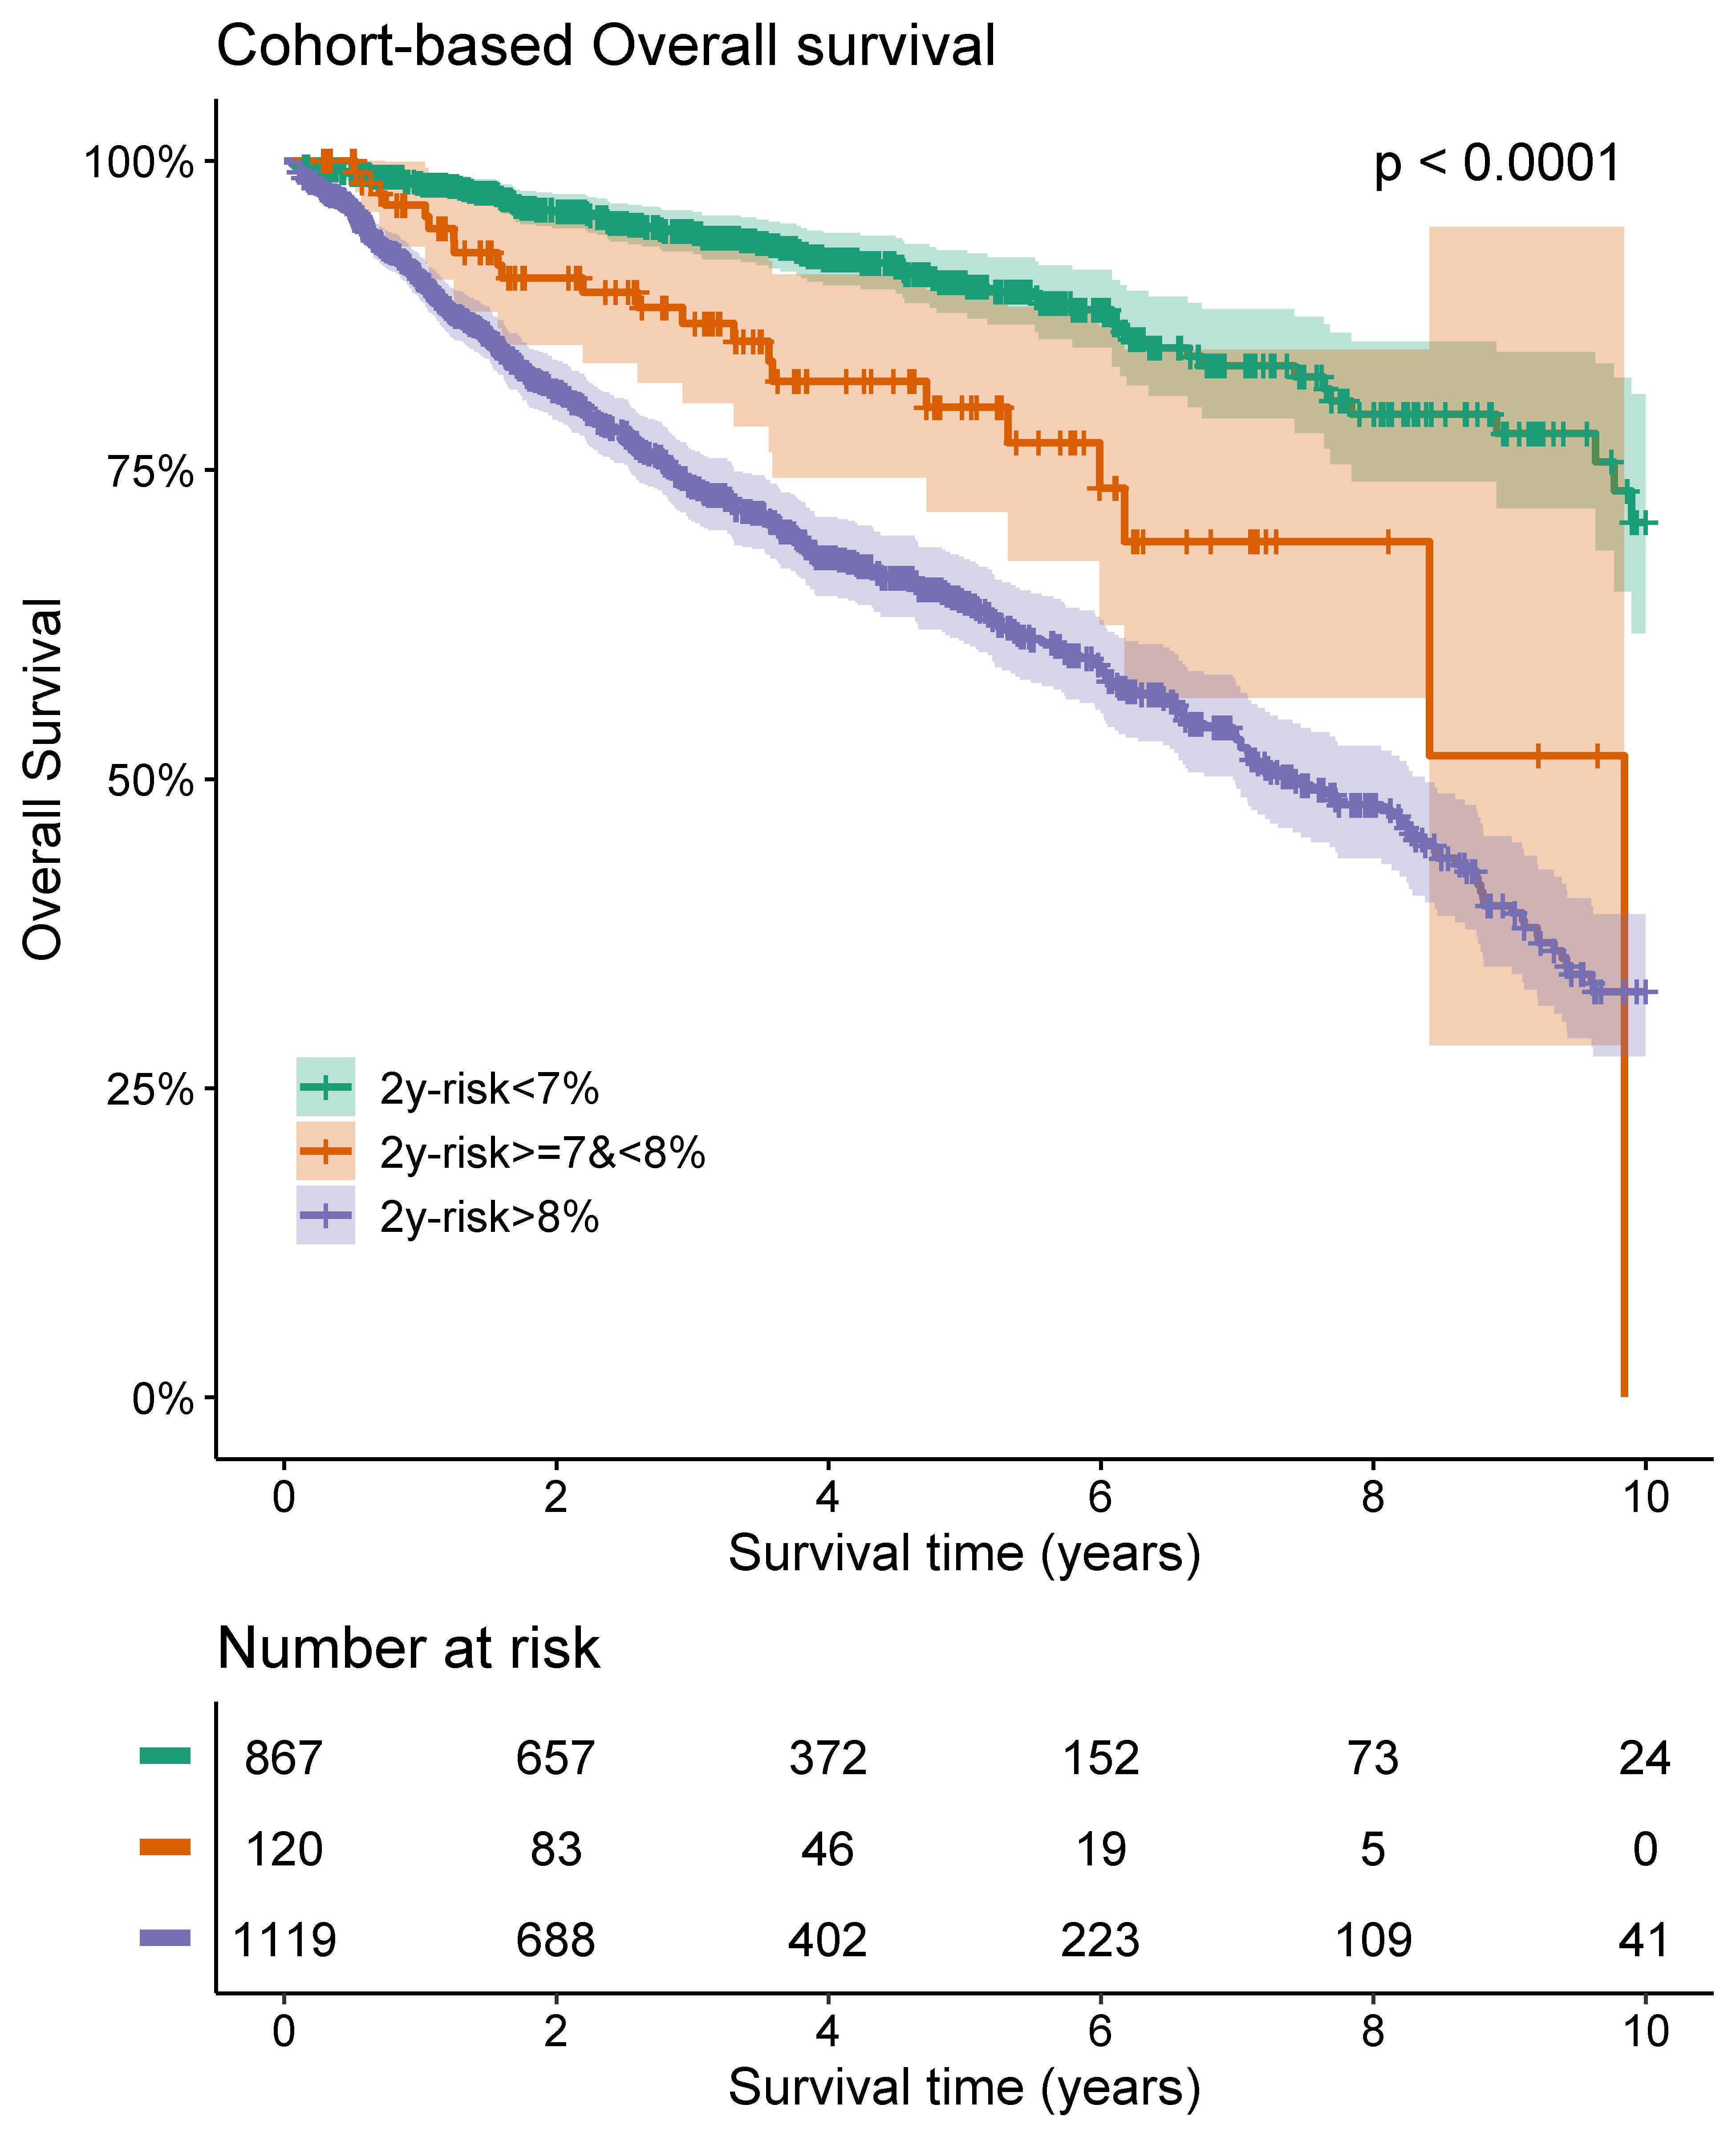 Cohort-based Overall survival
p < 0.0001
Overall Survival
100%
75%
50%
25%
0%
2y-risk<7%
2y-risk>=7&<8%
2y-risk>8%
0 2 4 6 8 10
Survival time (years)
Number at risk
867 657 372 152 73 24
120 83 46 19 5 0
1119 688 402 223 109 41
0 2 4 6 8 10
Survival time (years)